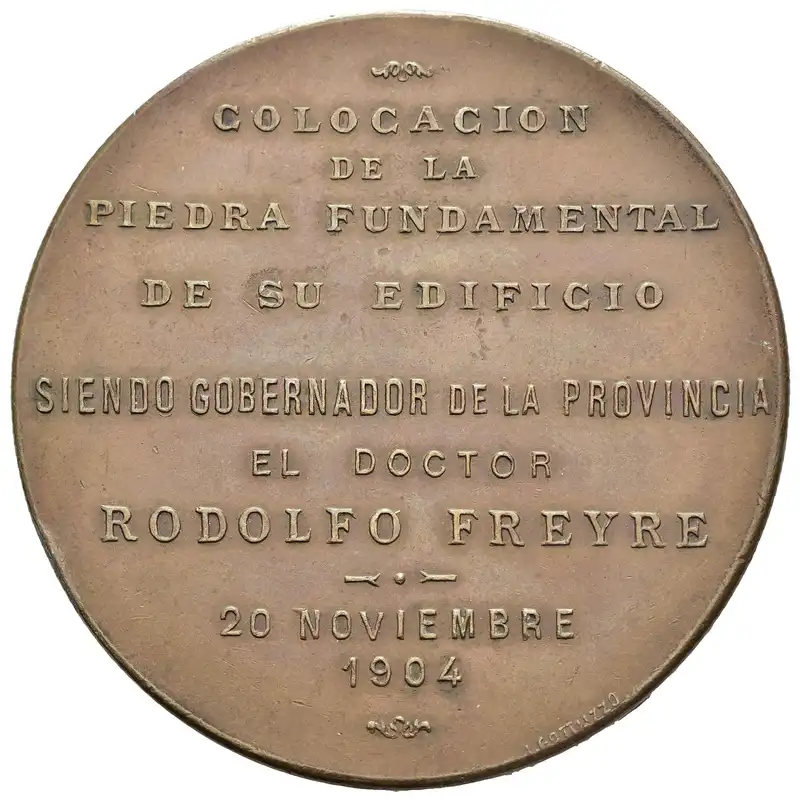 COLOCACION
DE LA
PIEDRA FUNDAMENTAL
DE SU EDIFICIO
SIENDO GOBERNADOR DE LA PROVINCIA
EL DOCTOR
RODOLFO FREYRE
20 NOVIEMBRE
1904
J. GOTTUZZO